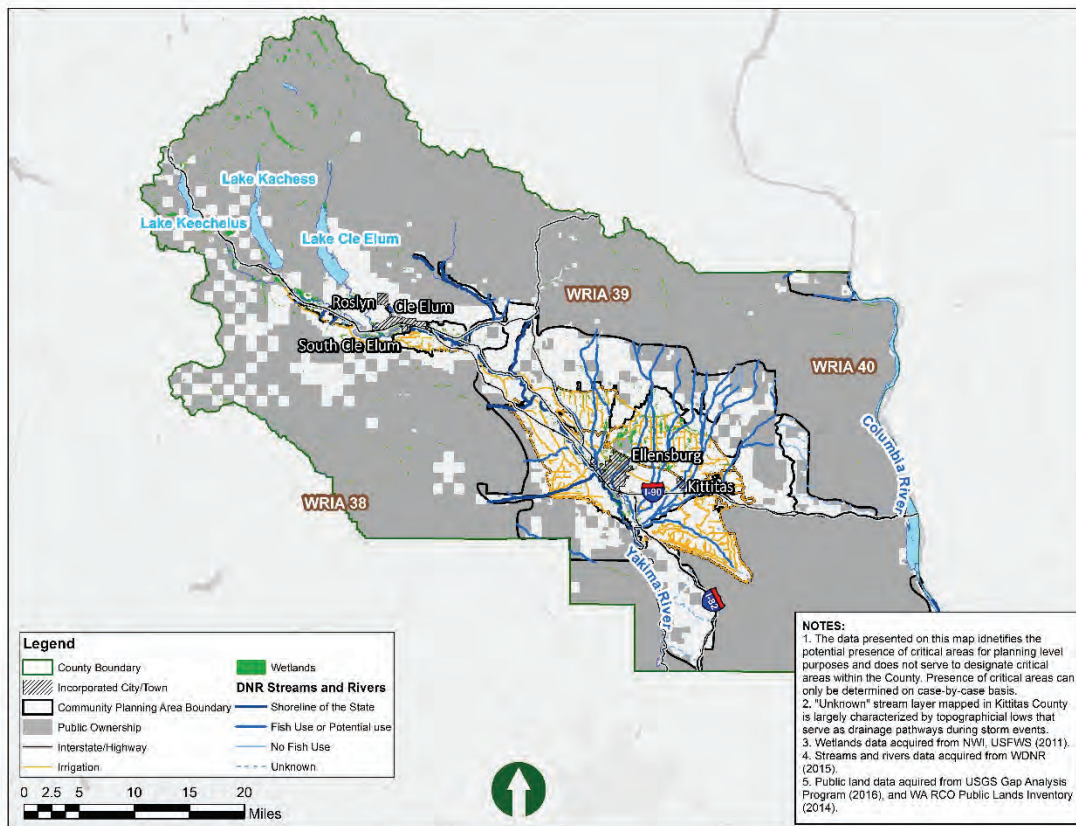 Lake Kachess
Lake Keechelus
Lake Cle Elum
WRIA 39
Roslyn
Cle Elum
South Cle Elum
WRIA 40
Columbia River
Ellensburg
I-90
Kittitas
WRIA 38
Yakima River
I-82
Legend
County Boundary
Incorporated City/Town
Community Planning Area Boundary
Public Ownership
Interstate/Highway
Irrigation
Wetlands
DNR Streams and Rivers
Shoreline of the State
Fish Use or Potential use
No Fish Use
Unknown
0 2.5 5 10 15 20
Miles
NOTES:
1. The data presented on this map idnetifies the
potential presence of critical areas for planning level
purposes and does not serve to designate critical
areas within the County. Presence of critical areas can
only be determined on case-by-case basis.
2. "Unknown" stream layer mapped in Kittitas County
is largely characterized by topographicial lows that
serve as drainage pathways during storm events.
3. Wetlands data acquired from NWI, USFWS (2011).
4. Streams and rivers data acquired from WDNR
(2015).
5. Public land data aquired from USGS Gap Analysis
Program (2016), and WA RCO Public Lands Inventory
(2014).